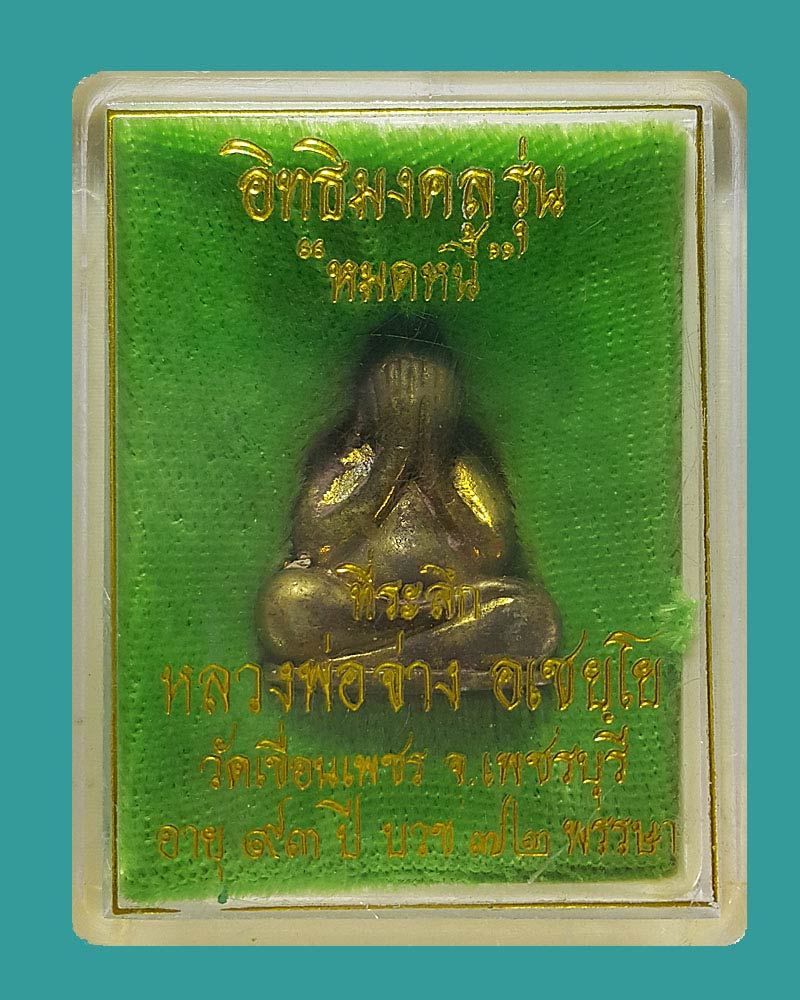 อิทธิมงคลรุ่น
“หมดหนี้”
ที่ระลึก
หลวงพ่อจ่าง อเชยฺโย
วัดเขื่อนเพชร จ.เพชรบุรี
อายุ ๙๓ ปี บวช ๗๒ พรรษา